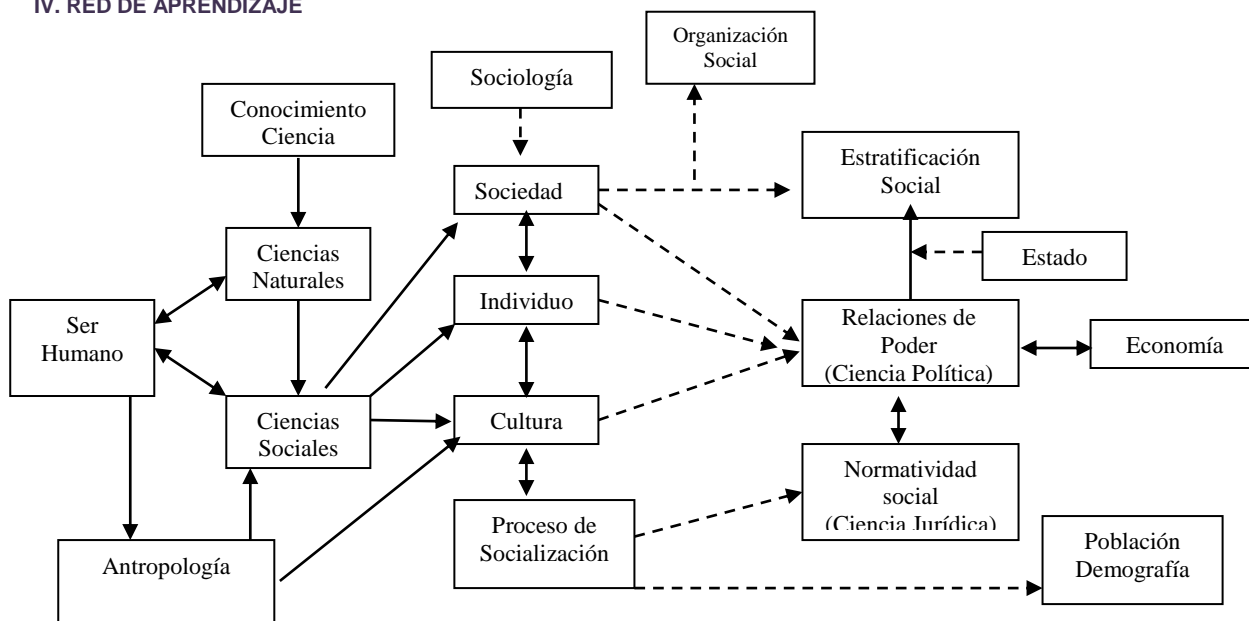 IV. RED DE APRENDIZAJE
Organización
Social
Sociología
Conocimiento
Ciencia
Estratificación
Social
Sociedad
Ciencias
Naturales
Estado
Individuo
Ser
Humano
Relaciones de
Poder
(Ciencia Política)
Economía
Ciencias
Sociales
Cultura
Normatividad
social
(Ciencia Jurídica)
Proceso de
Socialización
Población
Demografía
Antropología